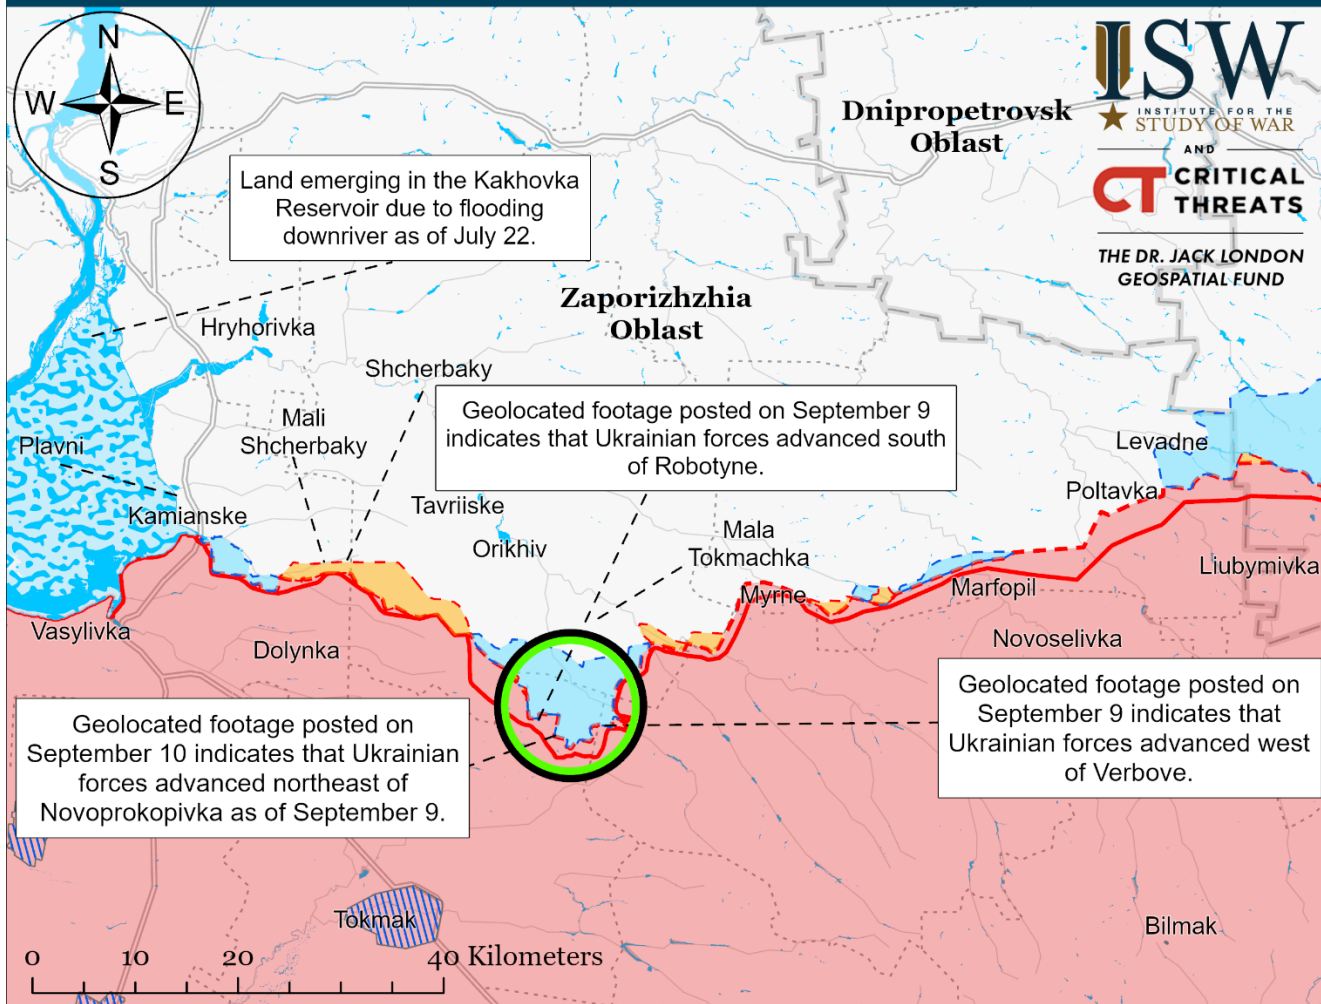 N
W
E
S
ISW
INSTITUTE FOR THE
STUDY OF WAR
AND
CT CRITICAL
THREATS
THE DR. JACK LONDON
GEOSPATIAL FUND
Dnipropetrovsk
Oblast
Land emerging in the Kakhovka
Reservoir due to flooding
downriver as of July 22.
Zaporizhzhia
Oblast
Hryhorivka
Shcherbaky
Geolocated footage posted on September 9
indicates that Ukrainian forces advanced south
of Robotyne.
Mali
Shcherbaky
Plavni
Levadne
Poltavka
Kamianske
Tavriiske
Orikhiv
Mala
Tokmachka
Myrne
Marfopil
Liubymivka
Vasylivka
Dolynka
Novoselivka
Geolocated footage posted on
September 9 indicates that
Ukrainian forces advanced west
of Verbove.
Geolocated footage posted on
September 10 indicates that Ukrainian
forces advanced northeast of
Novoprokopivka as of September 9.
Tokmak
Bilmak
0 10 20 40 Kilometers